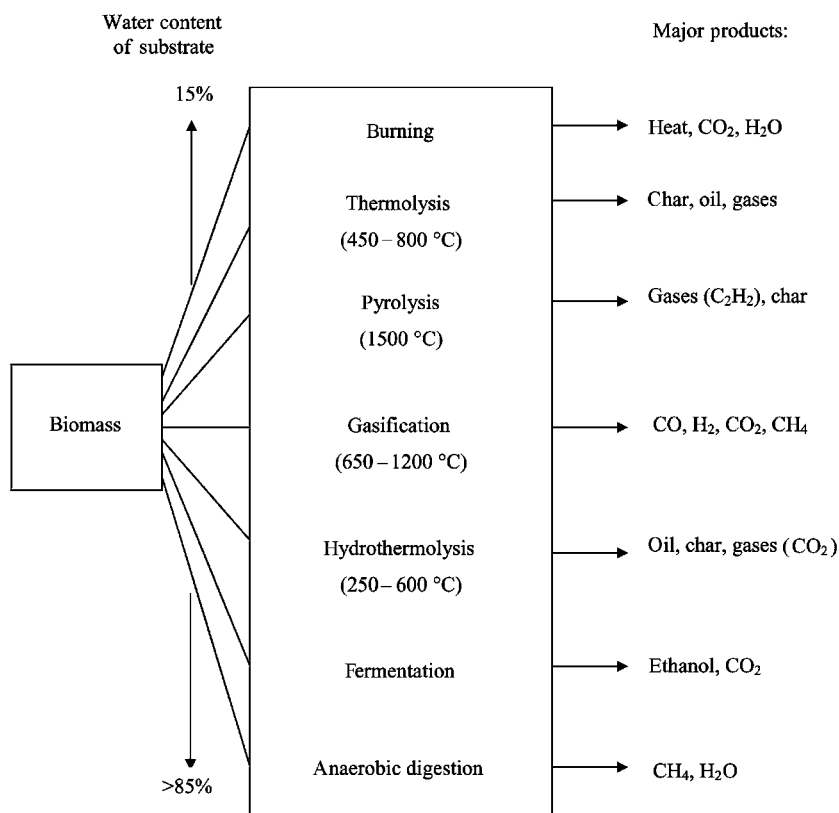 Water content
of substrate
Major products:
15%
Burning
Heat, CO₂, H₂O
Thermolysis
(450–800 °C)
Char, oil, gases
Pyrolysis
(1500 °C)
Gases (C₂H₂), char
Biomass
Gasification
(650–1200 °C)
CO, H₂, CO₂, CH₄
Hydrothermolysis
(250–600 °C)
Oil, char, gases (CO₂)
Fermentation
Ethanol, CO₂
Anaerobic digestion
CH₄, H₂O
>85%